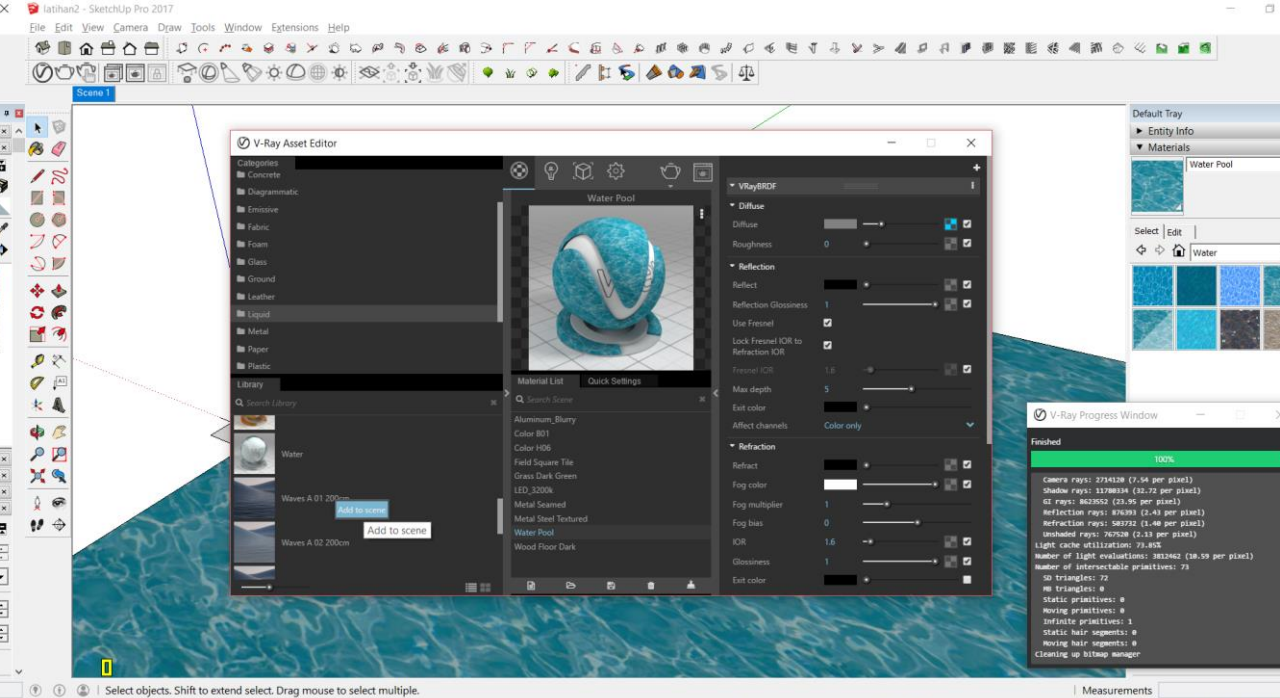 latihan2 - SketchUp Pro 2017
File Edit View Camera Draw Tools Window Extensions Help
Scene 1
V-Ray Asset Editor
Categories
Concrete
Diagrammatic
Emissive
Fabric
Foam
Glass
Ground
Leather
Liquid
Metal
Paper
Plastic
Library
Search Library
Water
Waves A 01 200cm
Add to scene
Add to scene
Waves A 02 200cm
Water Pool
Material List Quick Settings
Search Scene
Aluminum_Blurry
Color B01
Color H06
Field Square Tile
Grass Dark Green
LED_3200k
Metal Seamed
Metal Steel Textured
Water Pool
Wood Floor Dark
VRayBRDF
Diffuse
Diffuse
Roughness 0
Reflection
Reflect
Reflection Glossiness 1
Use Fresnel
Lock Fresnel IOR to
Refraction IOR
Fresnel IOR 1.6
Max depth 5
Exit color
Affect channels Color only
Refraction
Refract
Fog color
Fog multiplier 1
Fog bias 0
IOR 1.6
Glossiness 1
Exit color
Default Tray
Entity Info
Materials
Water Pool
Select Edit
Water
V-Ray Progress Window
Finished
100%
Camera rays: 2714120 (7.54 per pixel)
Shadow rays: 11780334 (32.72 per pixel)
GI rays: 8623552 (23.95 per pixel)
Reflection rays: 876393 (2.43 per pixel)
Refraction rays: 503732 (1.40 per pixel)
Unshaded rays: 767520 (2.13 per pixel)
Light cache utilization: 73.85%
Number of light evaluations: 3812462 (10.59 per pixel)
Number of intersectable primitives: 73
SD triangles: 72
MB triangles: 0
Static primitives: 0
Moving primitives: 0
Infinite primitives: 1
Static hair segments: 0
Moving hair segments: 0
Cleaning up bitmap manager
Select objects. Shift to extend select. Drag mouse to select multiple.
Measurements